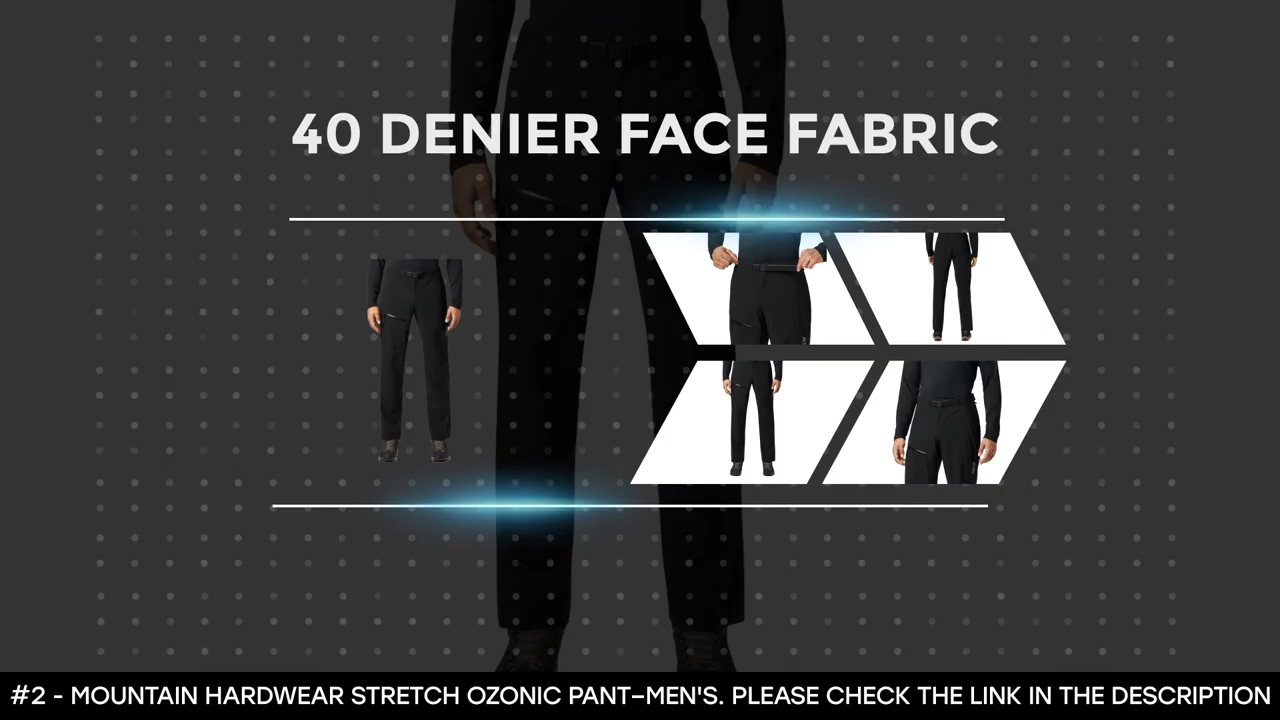 40 DENIER FACE FABRIC
#2 - MOUNTAIN HARDWEAR STRETCH OZONIC PANT–MEN'S. PLEASE CHECK THE LINK IN THE DESCRIPTION